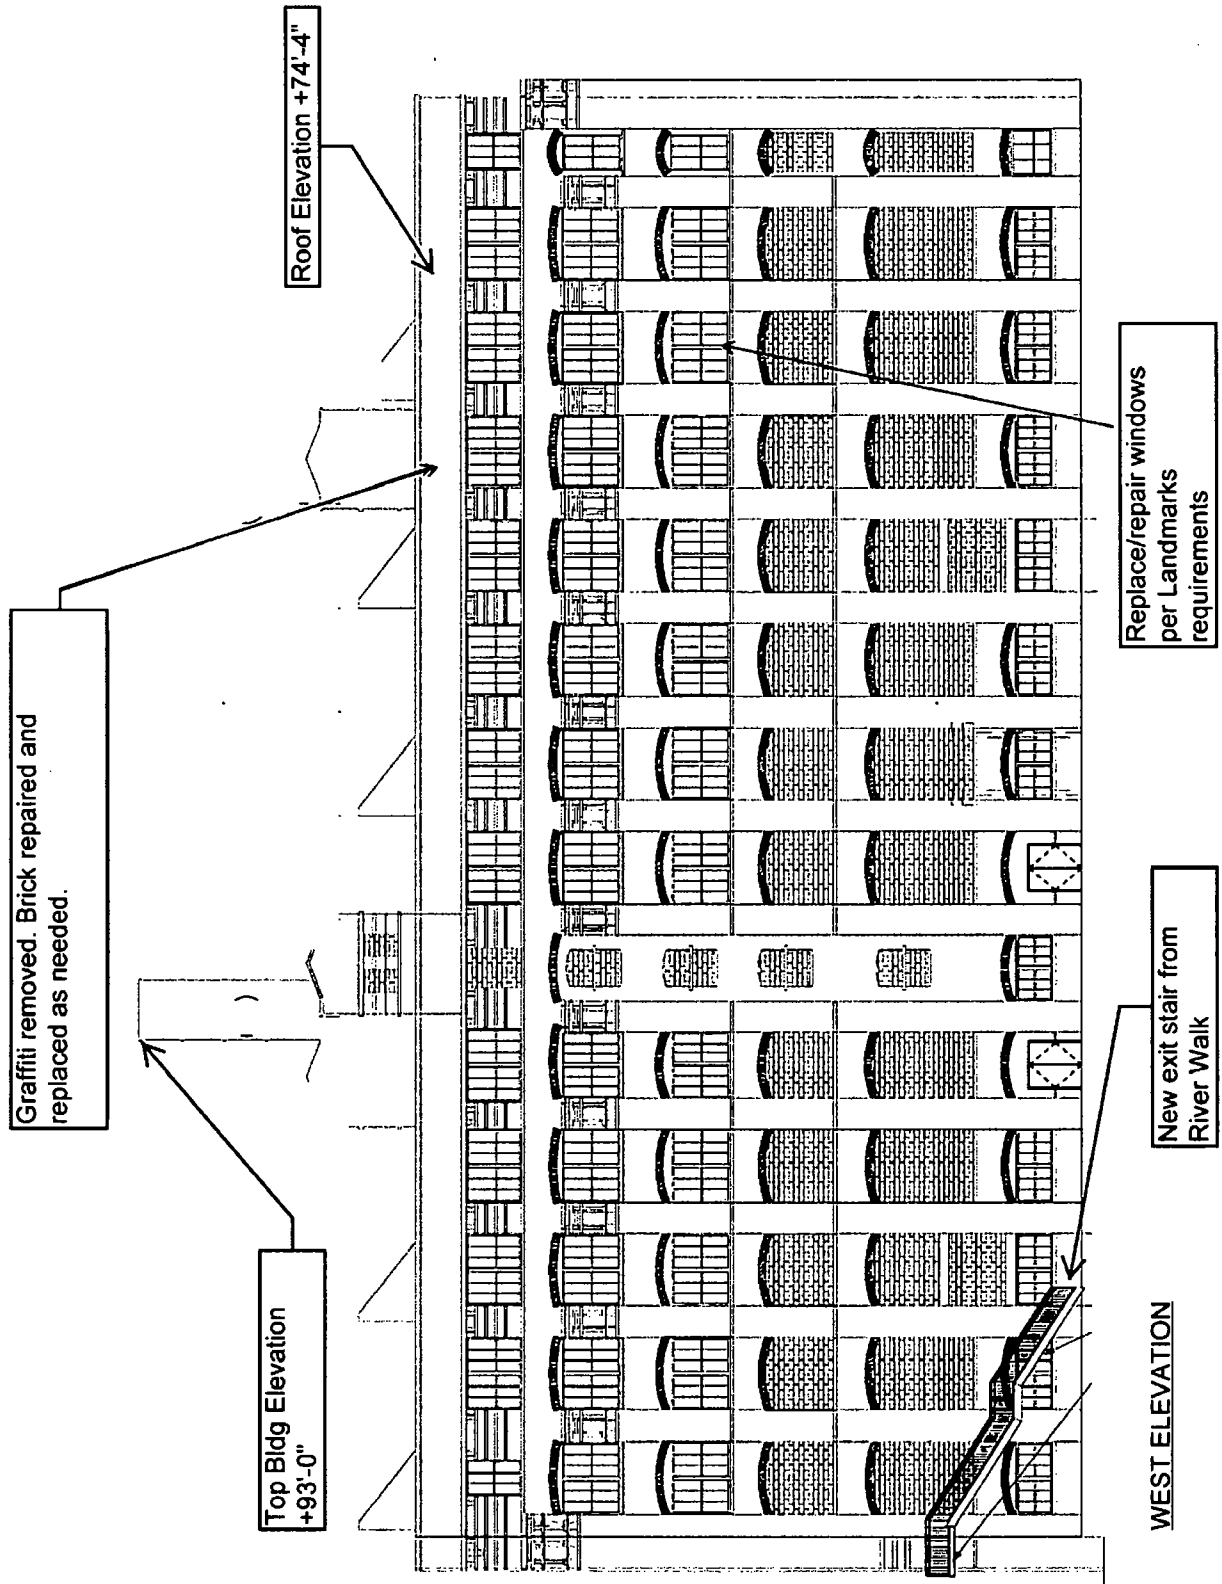 Graffiti removed. Brick repaired and
replaced as needed.
Top Bldg Elevation
+93'-0"
Roof Elevation +74'-4"
Replace/repair windows
per Landmarks
requirements
New exit stair from
River Walk
WEST ELEVATION